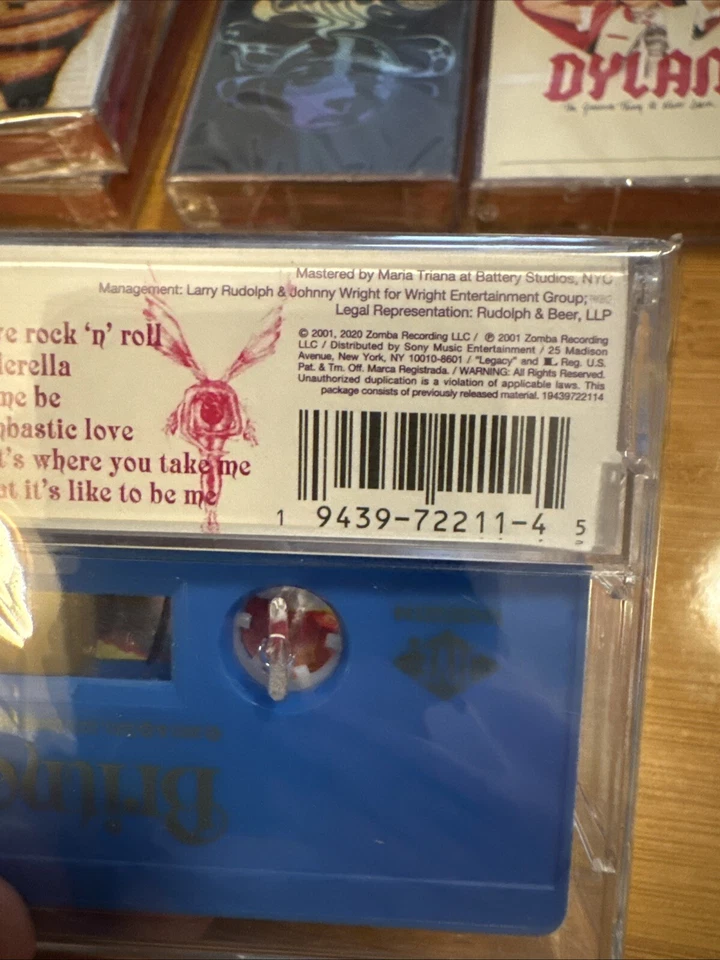 DYLAN
Mastered by Maria Triana at Battery Studios, NYC
Management: Larry Rudolph & Johnny Wright for Wright Entertainment Group;
Legal Representation: Rudolph & Beer, LLP
© 2001, 2020 Zomba Recording LLC / ℗ 2001 Zomba Recording
LLC / Distributed by Sony Music Entertainment / 25 Madison
Avenue, New York, NY 10010-8601 / "Legacy" and L Reg. U.S.
Pat. & Tm. Off. Marca Registrada. / WARNING: All Rights Reserved.
Unauthorized duplication is a violation of applicable laws. This
package consists of previously released material. 19439722114
ve rock 'n' roll
derella
me be
mbastic love
t's where you take me
at it's like to be me
1 9439-72211-4 5
Britne